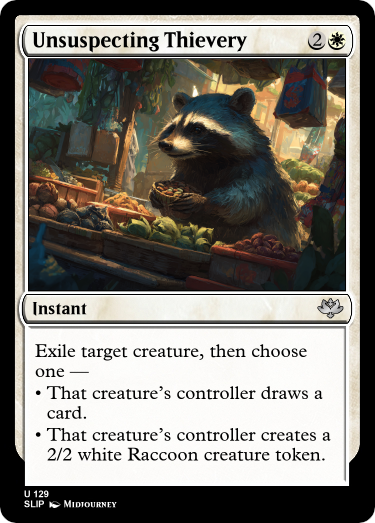 Unsuspecting Thievery 2
Instant
Exile target creature, then choose
one —
• That creature's controller draws a
card.
• That creature's controller creates a
2/2 white Raccoon creature token.
U 129
SLIP Midjourney